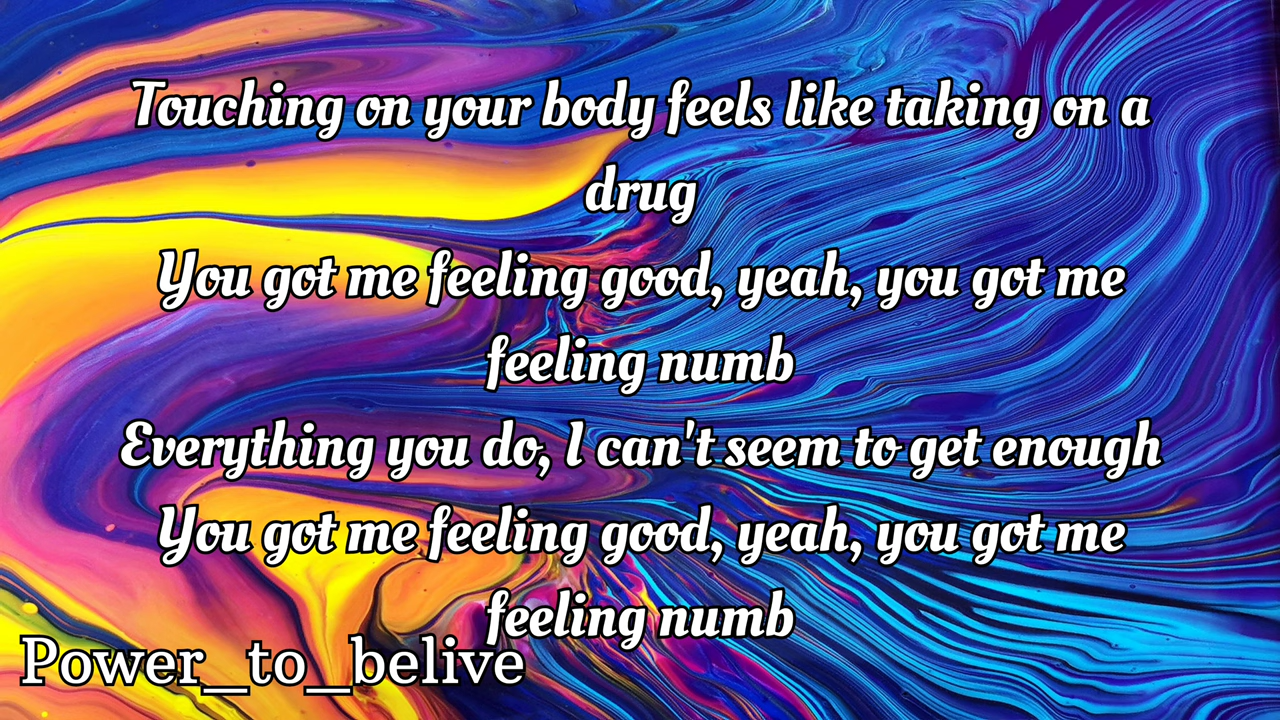 Touching on your body feels like taking on a
drug
You got me feeling good, yeah, you got me
feeling numb
Everything you do, I can't seem to get enough
You got me feeling good, yeah, you got me
feeling numb
Power_to_belive